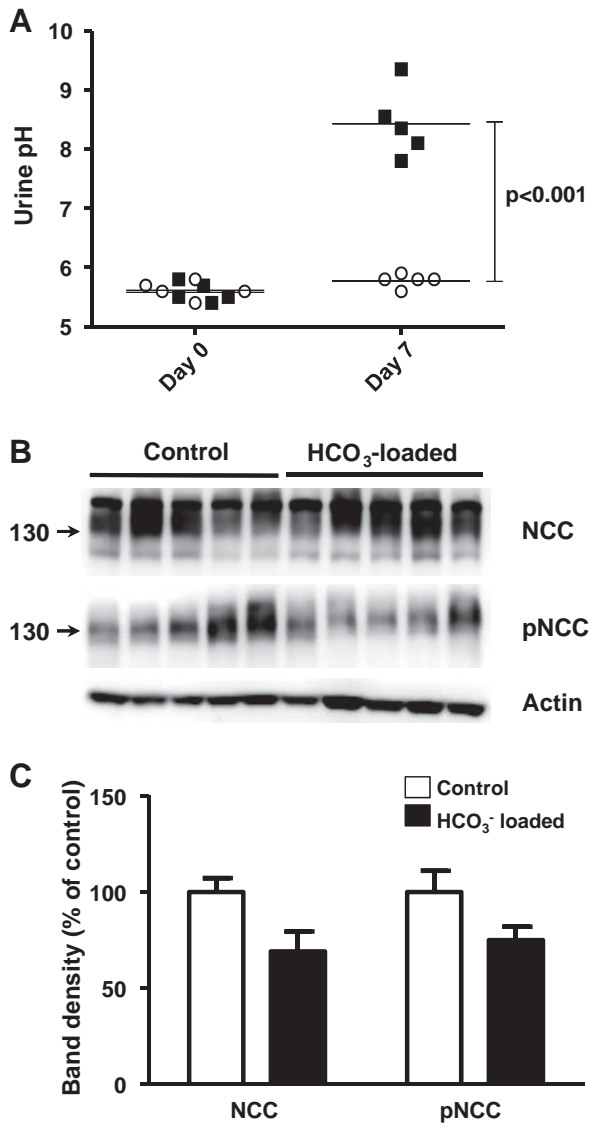 A
Urine pH
10
9
8
7
6
5
p<0.001
Day 0
Day 7
B
Control
HCO₃-loaded
130
NCC
130
pNCC
Actin
C
Band density (% of control)
150
100
50
0
Control
HCO₃⁻ loaded
NCC
pNCC